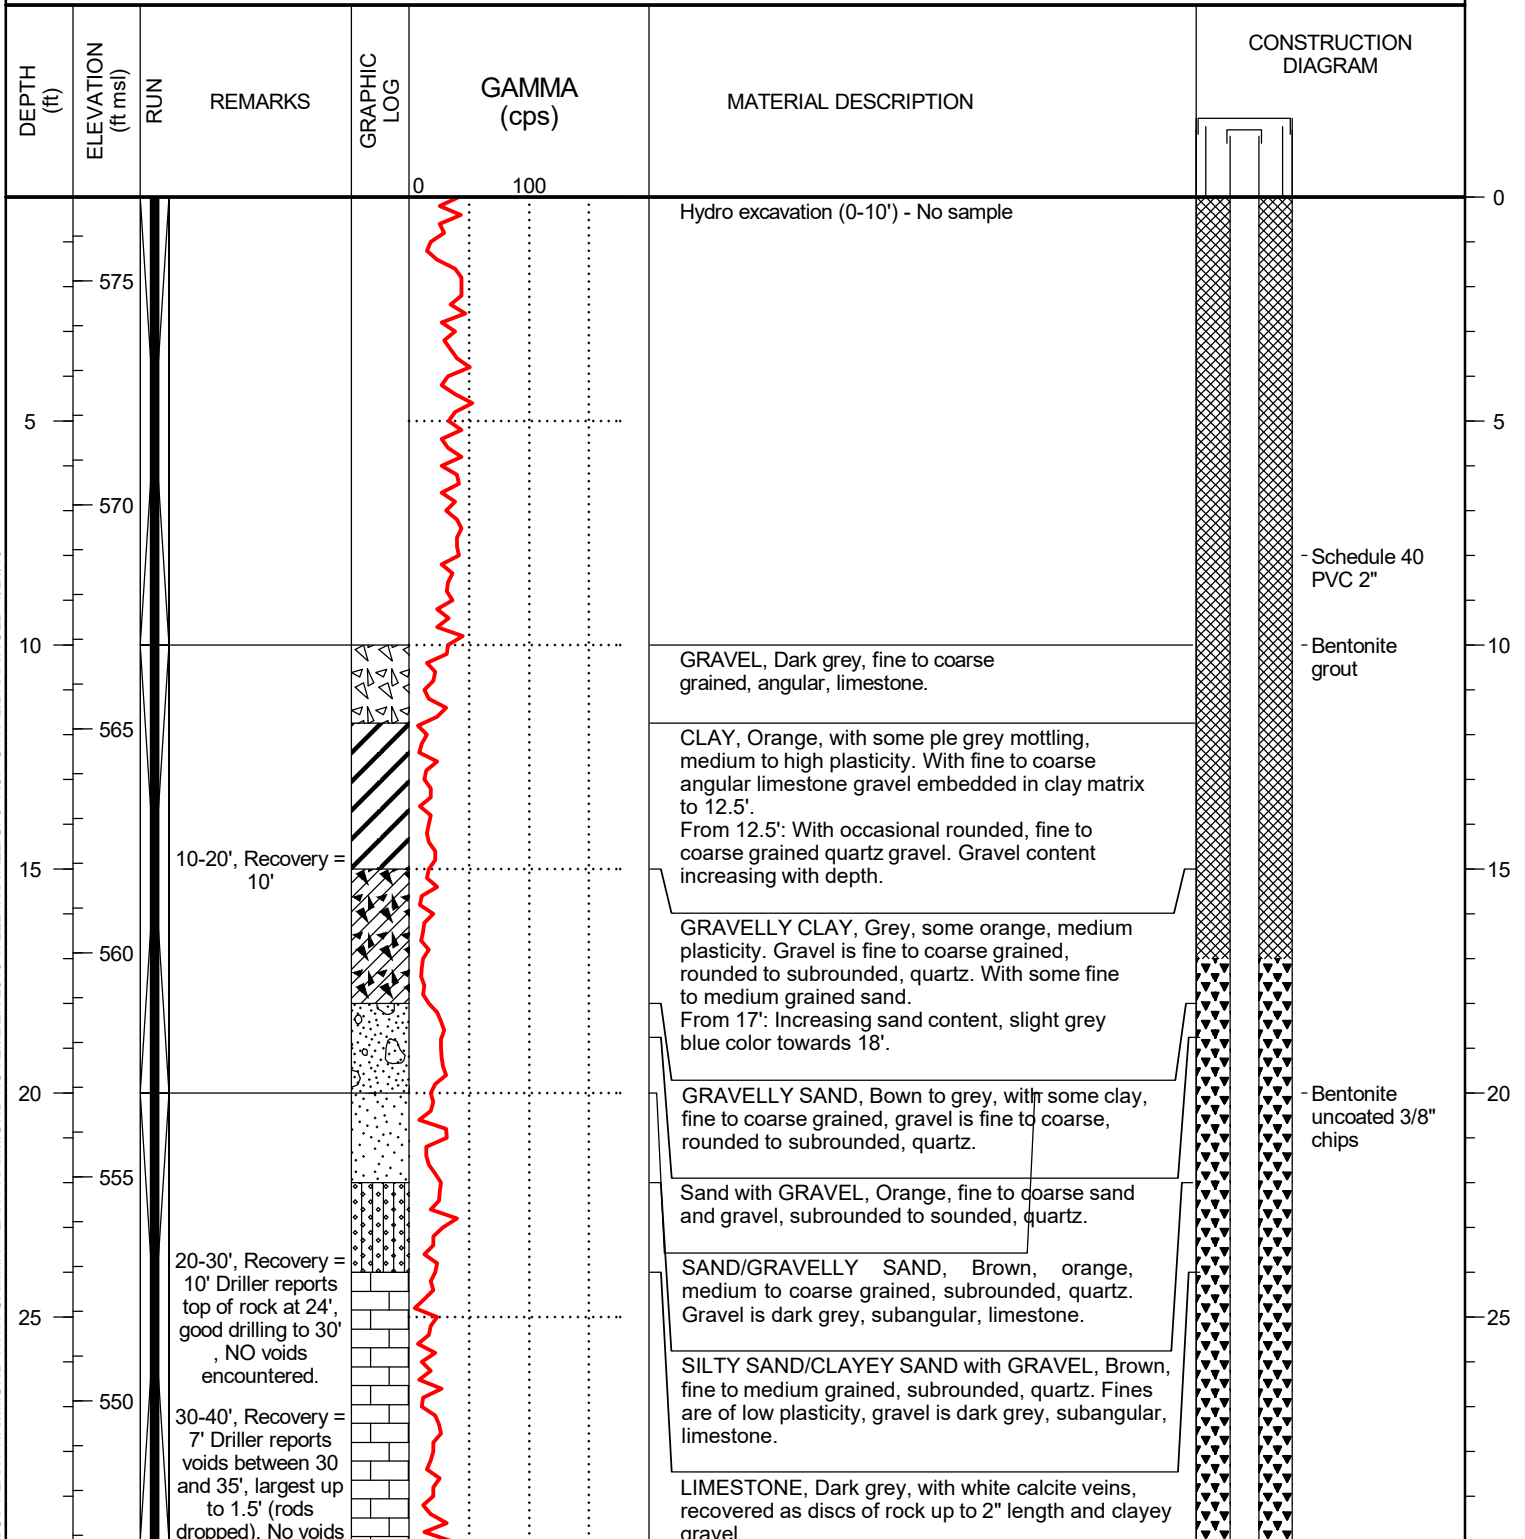 DEPTH
(ft)
ELEVATION
(ft msl)
RUN
REMARKS
GRAPHIC
LOG
GAMMA
(cps)
0 100
MATERIAL DESCRIPTION
CONSTRUCTION
DIAGRAM
5
10
15
20
25
575
570
565
560
555
550
10-20', Recovery =
10'
20-30', Recovery =
10' Driller reports
top of rock at 24',
good drilling to 30'
, NO voids
encountered.
30-40', Recovery =
7' Driller reports
voids between 30
and 35', largest up
to 1.5' (rods
dropped). No voids
Hydro excavation (0-10') - No sample
GRAVEL, Dark grey, fine to coarse
grained, angular, limestone.
CLAY, Orange, with some ple grey mottling,
medium to high plasticity. With fine to coarse
angular limestone gravel embedded in clay matrix
to 12.5'.
From 12.5': With occasional rounded, fine to
coarse grained quartz gravel. Gravel content
increasing with depth.
GRAVELLY CLAY, Grey, some orange, medium
plasticity. Gravel is fine to coarse grained,
rounded to subrounded, quartz. With some fine
to medium grained sand.
From 17': Increasing sand content, slight grey
blue color towards 18'.
GRAVELLY SAND, Bown to grey, with some clay,
fine to coarse grained, gravel is fine to coarse,
rounded to subrounded, quartz.
Sand with GRAVEL, Orange, fine to coarse sand
and gravel, subrounded to sounded, quartz.
SAND/GRAVELLY SAND, Brown, orange,
medium to coarse grained, subrounded, quartz.
Gravel is dark grey, subangular, limestone.
SILTY SAND/CLAYEY SAND with GRAVEL, Brown,
fine to medium grained, subrounded, quartz. Fines
are of low plasticity, gravel is dark grey, subangular,
limestone.
LIMESTONE, Dark grey, with white calcite veins,
recovered as discs of rock up to 2" length and clayey
gravel
Schedule 40
PVC 2"
Bentonite
grout
Bentonite
uncoated 3/8"
chips
0
5
10
15
20
25